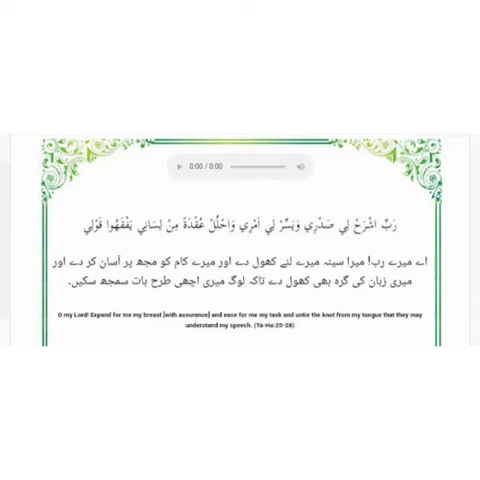 0:00 / 0:00
رَبِّ اشْرَحْ لِي صَدْرِي وَيَسِّرْ لِي اَمْرِي وَاحْلُلْ عُقْدَةً مِنْ لِسَانِي يَفْقَهُوا قَوْلِي
اے میرے رب! میرا سینہ میرے لئے کھول دے اور میرے کام کو مجھ پر آسان کر دے اور
میری زبان کی گرہ بھی کھول دے تاکہ لوگ میری اچھی طرح بات سمجھ سکیں۔
O my Lord! Expand for me my breast [with assurance] and ease for me my task and untie the knot from my tongue that they may
understand my speech. (Ta-Ha:25-28)